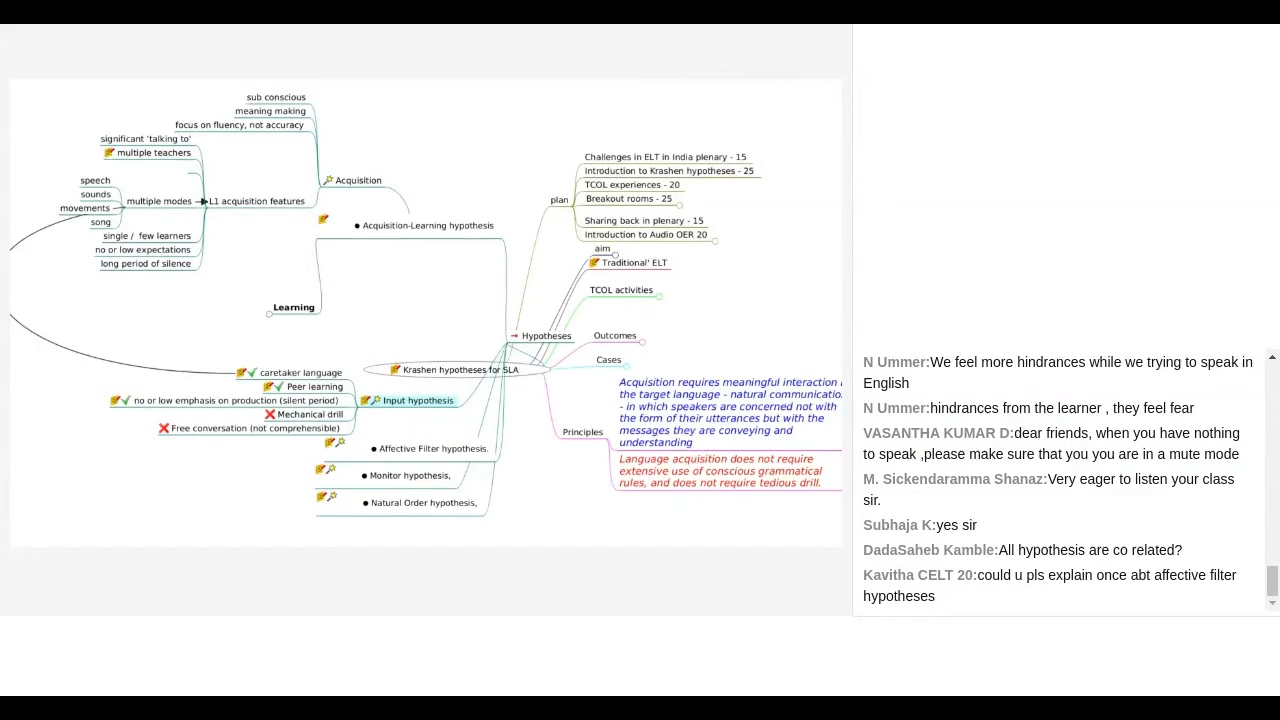 sub conscious
meaning making
focus on fluency, not accuracy
significant 'talking to'
multiple teachers
speech
sounds
movements
song
multiple modes
single / few learners
no or low expectations
long period of silence
L1 acquisition features
Acquisition
Acquisition-Learning hypothesis
Learning
caretaker language
Peer learning
no or low emphasis on production (silent period)
Mechanical drill
Free conversation (not comprehensible)
Input hypothesis
Affective Filter hypothesis.
Monitor hypothesis,
Natural Order hypothesis,
Krashen hypotheses for SLA
Hypotheses
plan
Challenges in ELT in India plenary - 15
Introduction to Krashen hypotheses - 25
TCOL experiences - 20
Breakout rooms - 25
Sharing back in plenary - 15
Introduction to Audio OER 20
aim
Traditional' ELT
TCOL activities
Outcomes
Cases
Principles
Acquisition requires meaningful interaction
the target language - natural communicatio
- in which speakers are concerned not with
the form of their utterances but with the
messages they are conveying and
understanding
Language acquisition does not require
extensive use of conscious grammatical
rules, and does not require tedious drill.
N Ummer:We feel more hindrances while we trying to speak in
English
N Ummer:hindrances from the learner , they feel fear
VASANTHA KUMAR D:dear friends, when you have nothing
to speak ,please make sure that you you are in a mute mode
M. Sickendaramma Shanaz:Very eager to listen your class
sir.
Subhaja K:yes sir
DadaSaheb Kamble:All hypothesis are co related?
Kavitha CELT 20:could u pls explain once abt affective filter
hypotheses